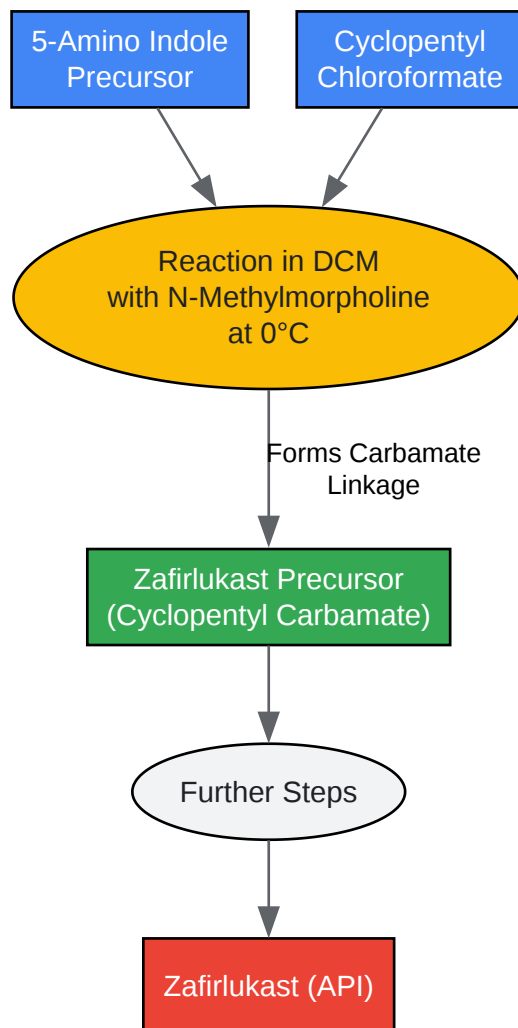 5-Amino Indole
Precursor
Cyclopentyl
Chloroformate
Reaction in DCM
with N-Methylmorpholine
at 0°C
Forms Carbamate
Linkage
Zafirlukast Precursor
(Cyclopentyl Carbamate)
Further Steps
Zafirlukast (API)